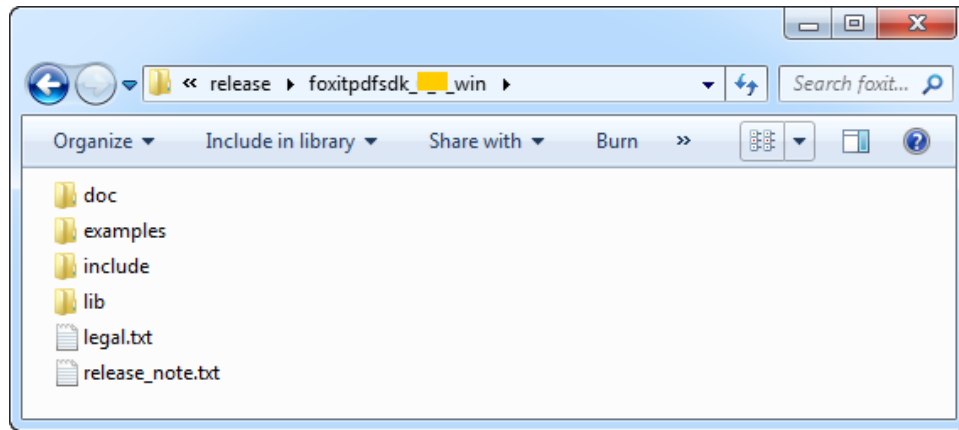 « release ▸ foxitpdfsdk_ _ _win ▸ Search foxit...
Organize Include in library Share with Burn »
doc
examples
include
lib
legal.txt
release_note.txt